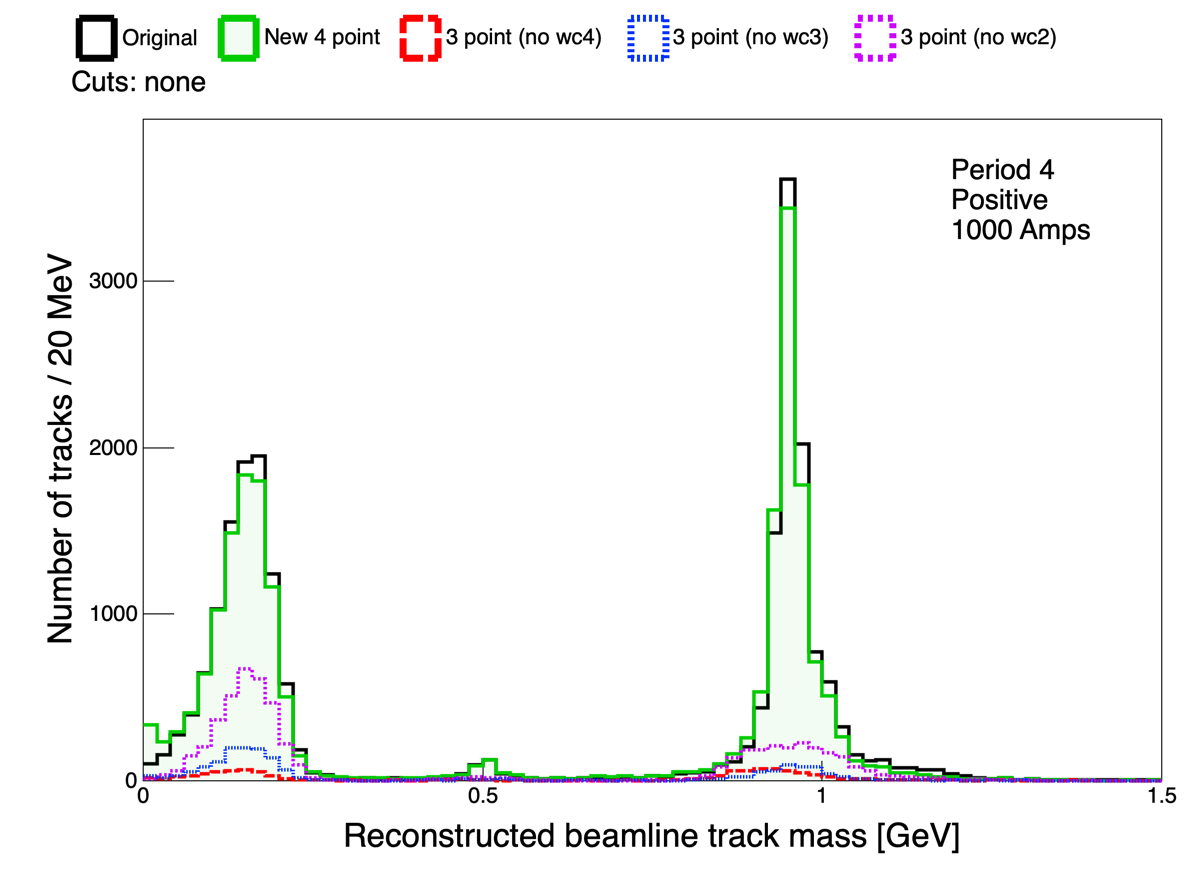 Original New 4 point 3 point (no wc4) 3 point (no wc3) 3 point (no wc2)
Cuts: none
Period 4
Positive
1000 Amps
Number of tracks / 20 MeV
3000
2000
1000
0
0 0.5 1 1.5
Reconstructed beamline track mass [GeV]